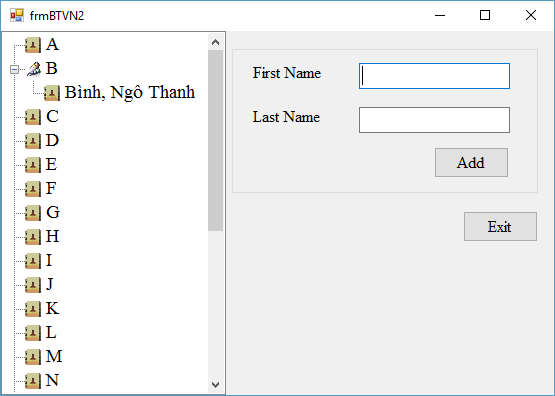 frmBTVN2
A
B
Bình, Ngô Thanh
C
D
E
F
G
H
I
J
K
L
M
N
First Name
Last Name
Add
Exit